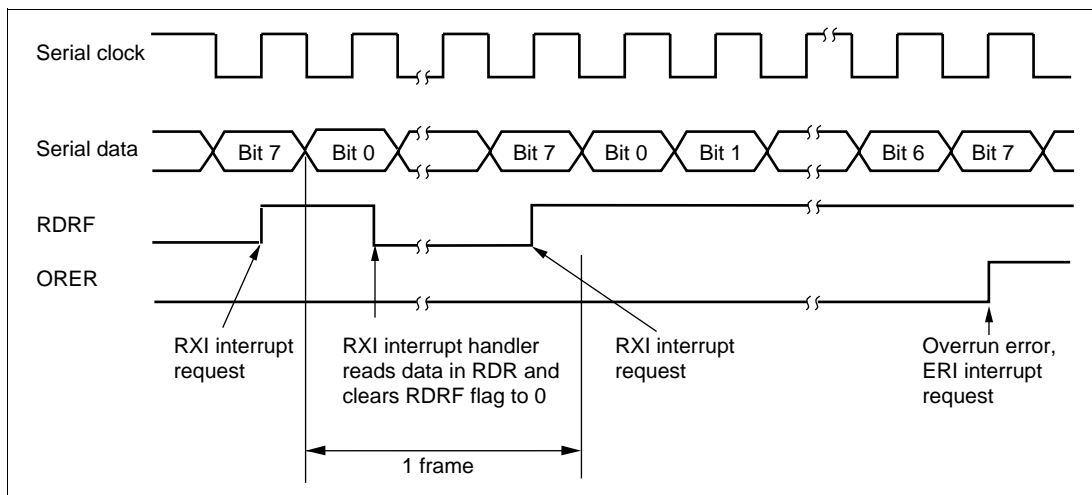 Serial clock
Serial data
Bit 7
Bit 0
Bit 7
Bit 0
Bit 1
Bit 6
Bit 7
RDRF
ORER
RXI interrupt
request
RXI interrupt handler
reads data in RDR and
clears RDRF flag to 0
RXI interrupt
request
Overrun error,
ERI interrupt
request
1 frame